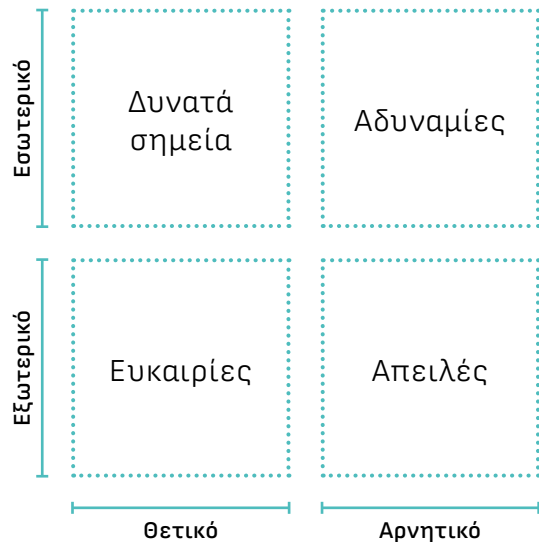 Εσωτερικό
Δυνατά
σημεία
Αδυναμίες
Εξωτερικό
Ευκαιρίες
Απειλές
Θετικό
Αρνητικό